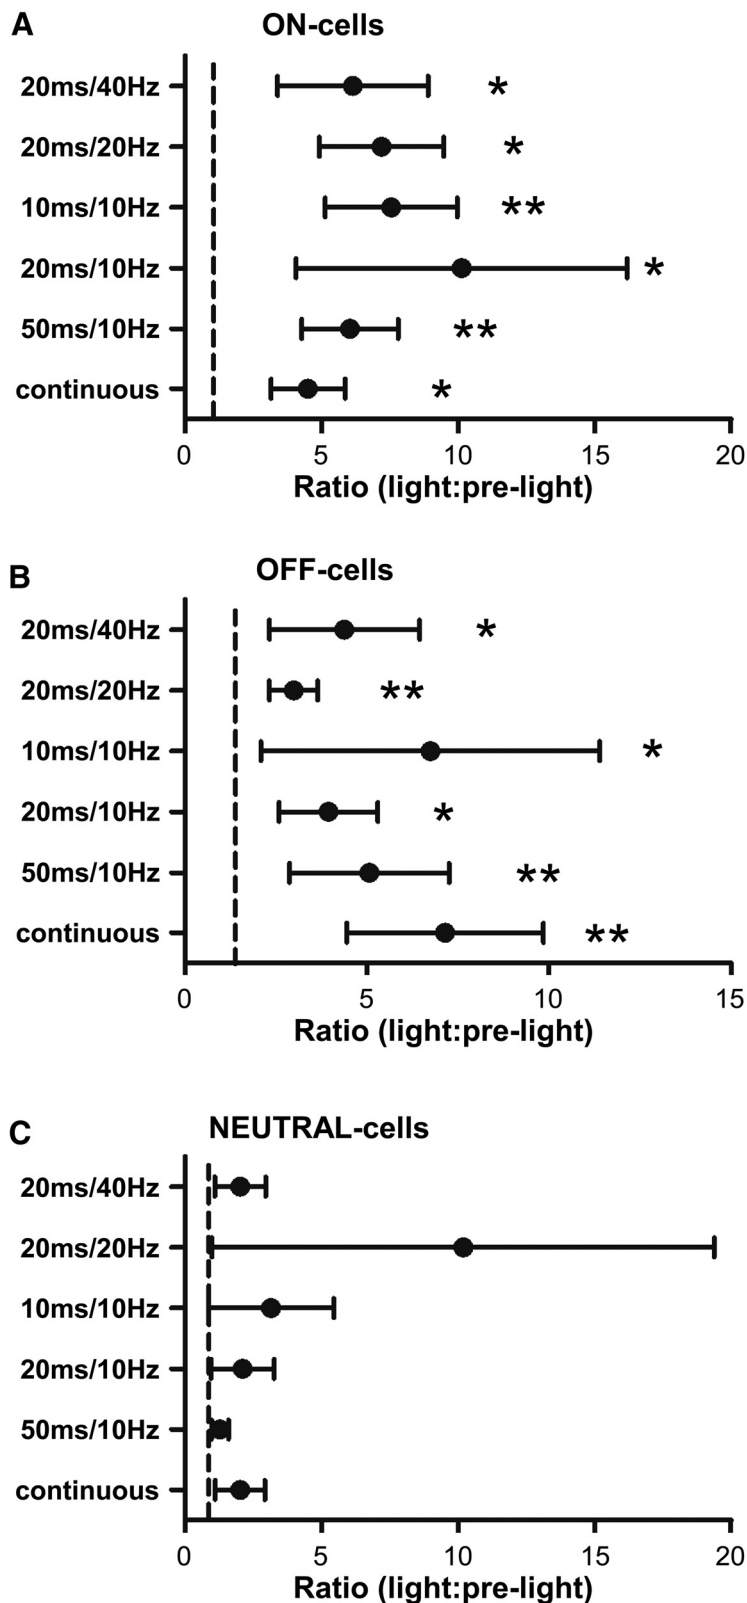 A
ON-cells
20ms/40Hz *
20ms/20Hz *
10ms/10Hz **
20ms/10Hz *
50ms/10Hz **
continuous *
0 5 10 15 20
Ratio (light:pre-light)
B
OFF-cells
20ms/40Hz *
20ms/20Hz **
10ms/10Hz *
20ms/10Hz *
50ms/10Hz **
continuous **
0 5 10 15
Ratio (light:pre-light)
C
NEUTRAL-cells
20ms/40Hz
20ms/20Hz
10ms/10Hz
20ms/10Hz
50ms/10Hz
continuous
0 5 10 15 20
Ratio (light:pre-light)